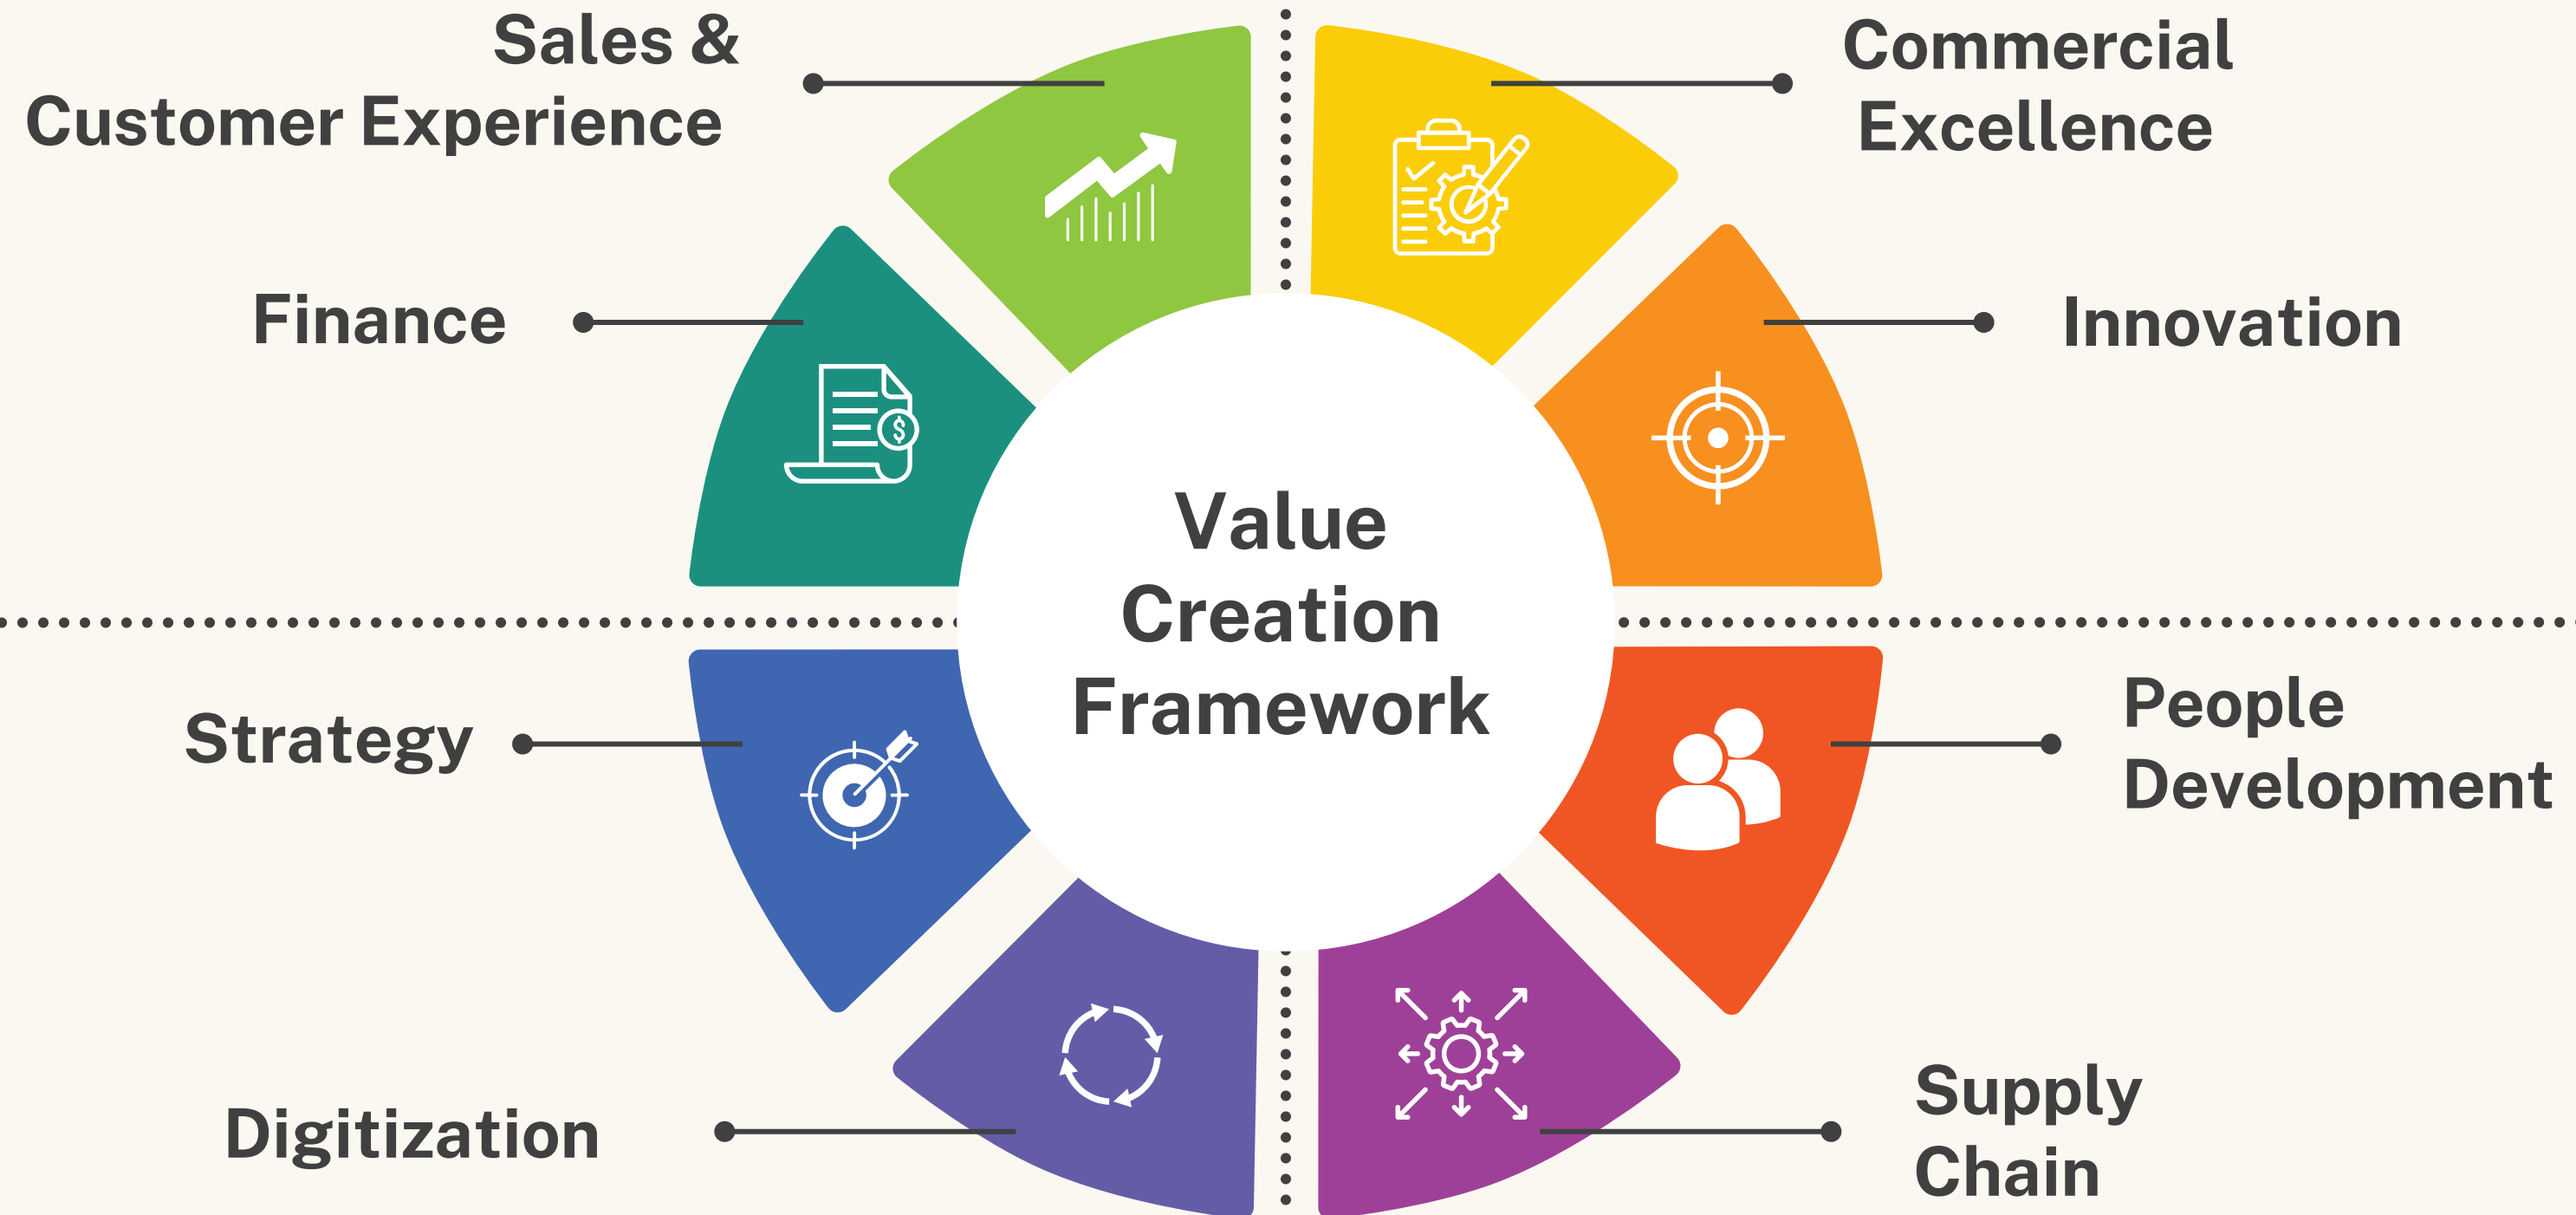 Sales &
Customer Experience
Commercial
Excellence
Finance
Innovation
$
Value
Creation
Framework
Strategy
People
Development
Digitization
Supply
Chain